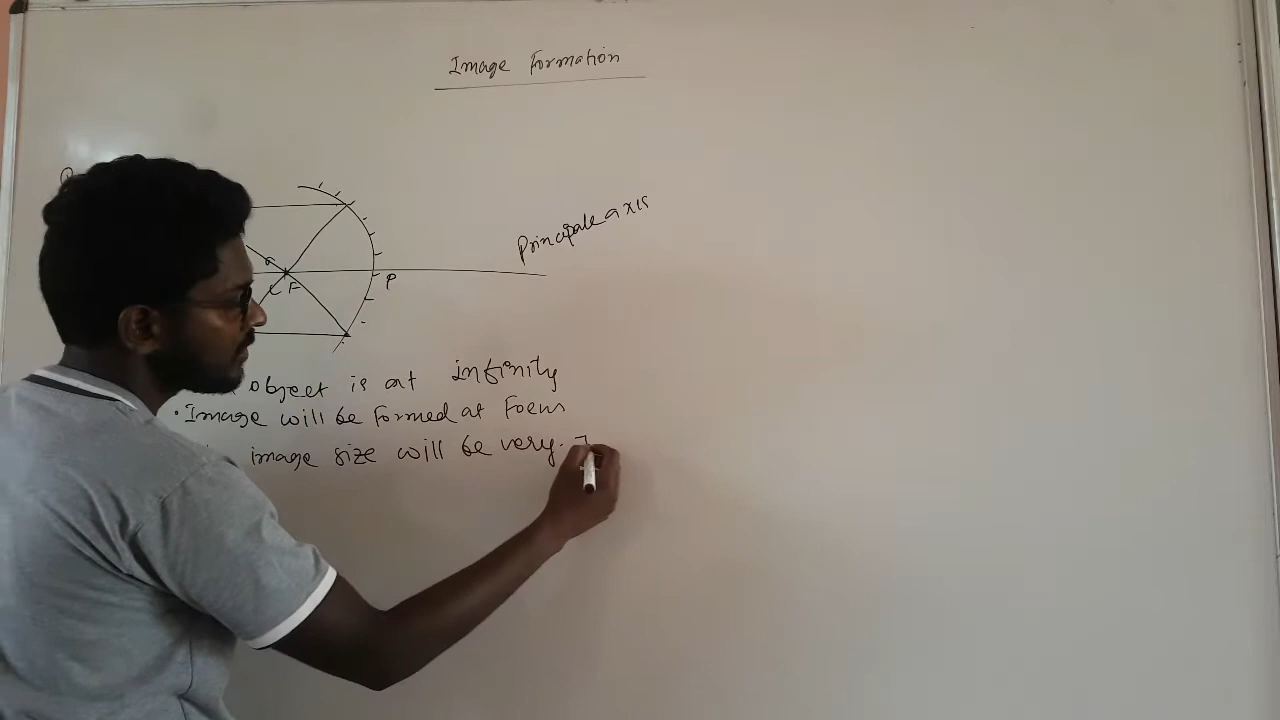 Image Formation
Principale axis
P
F
object is at infinity
• Image will be formed at Focus
image size will be very.